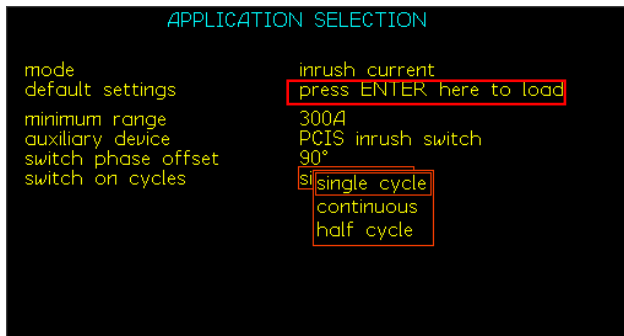 APPLICATION SELECTION
mode inrush current
default settings press ENTER here to load
minimum range 300A
auxiliary device PCIS inrush switch
switch phase offset 90°
switch on cycles si
single cycle
continuous
half cycle